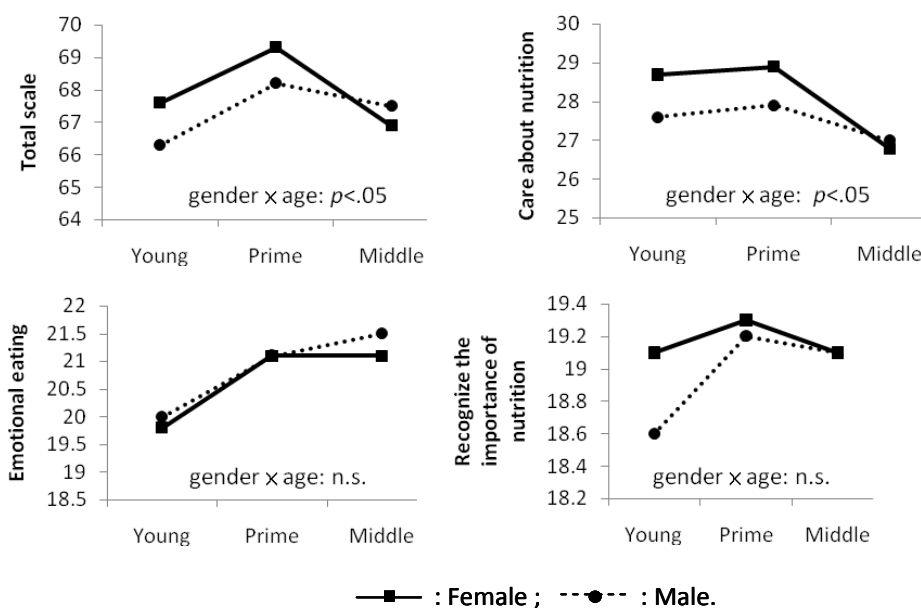 Total scale
70
69
68
67
66
65
64
gender × age: p<.05
Young Prime Middle
Care about nutrition
30
29
28
27
26
25
gender × age: p<.05
Young Prime Middle
Emotional eating
22
21.5
21
20.5
20
19.5
19
18.5
gender × age: n.s.
Young Prime Middle
Recognize the
importance of
nutrition
19.4
19.2
19
18.8
18.6
18.4
18.2
gender × age: n.s.
Young Prime Middle
: Female ; : Male.